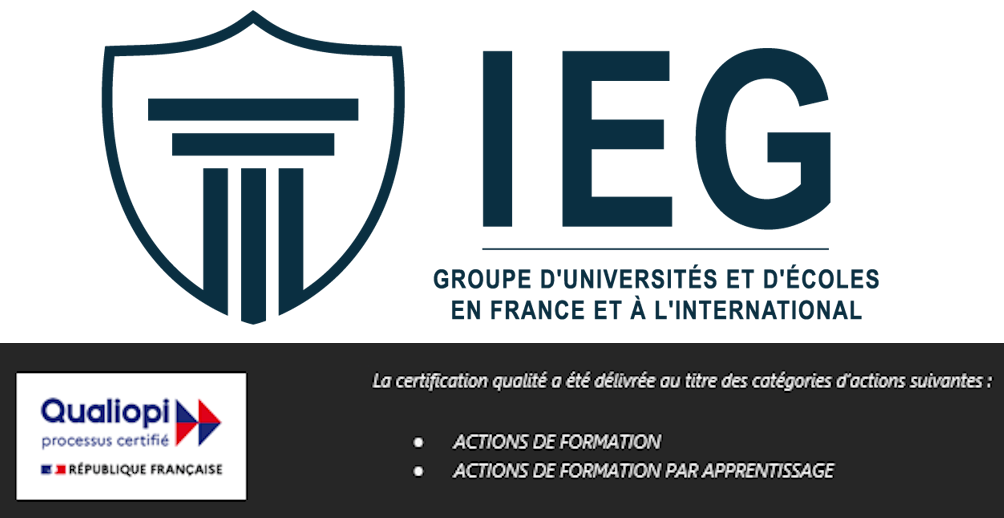 IEG
GROUPE D'UNIVERSITÉS ET D'ÉCOLES
EN FRANCE ET À L'INTERNATIONAL
La certification qualité a été délivrée au titre des catégories d'actions suivantes :
Qualiopi
processus certifié
RÉPUBLIQUE FRANÇAISE
• ACTIONS DE FORMATION
• ACTIONS DE FORMATION PAR APPRENTISSAGE